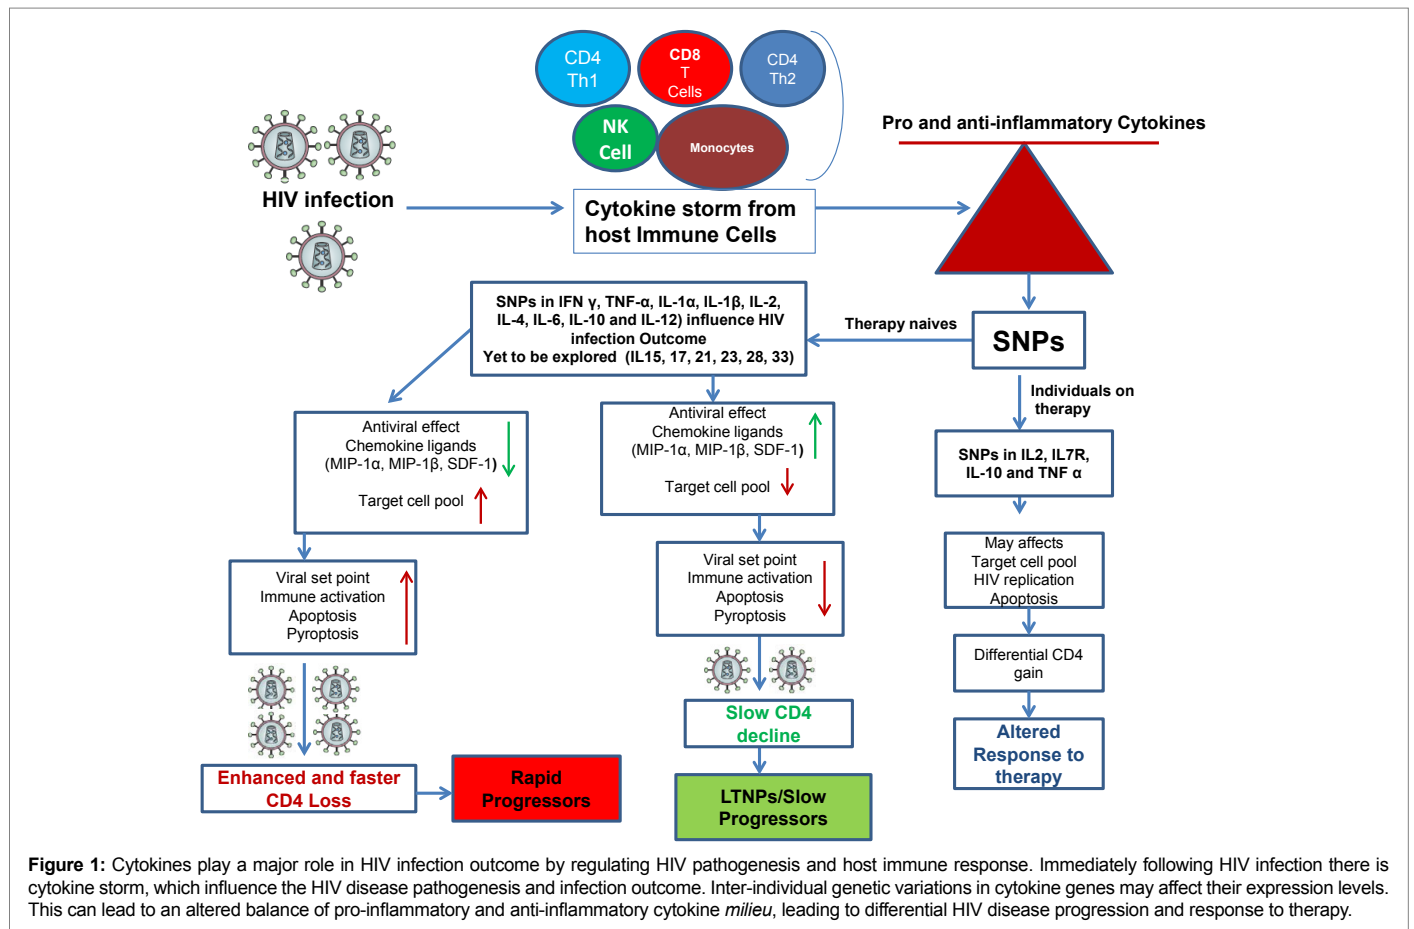 CD4
Th1
CD8
T
Cells
CD4
Th2
NK
Cell
Monocytes
Pro and anti-inflammatory Cytokines
HIV infection
Cytokine storm from
host Immune Cells
SNPs in IFN γ, TNF-α, IL-1α, IL-1β, IL-2,
IL-4, IL-6, IL-10 and IL-12) influence HIV
infection Outcome
Yet to be explored (IL15, 17, 21, 23, 28, 33)
Therapy naives
SNPs
Individuals on
therapy
Antiviral effect
Chemokine ligands
(MIP-1α, MIP-1β, SDF-1)
Target cell pool
Antiviral effect
Chemokine ligands
(MIP-1α, MIP-1β, SDF-1)
Target cell pool
SNPs in IL2, IL7R,
IL-10 and TNF α
Viral set point
Immune activation
Apoptosis
Pyroptosis
Viral set point
Immune activation
Apoptosis
Pyroptosis
May affects
Target cell pool
HIV replication
Apoptosis
Differential CD4
gain
Slow CD4
decline
Altered
Response to
therapy
Enhanced and faster
CD4 Loss
Rapid
Progressors
LTNPs/Slow
Progressors
Figure 1: Cytokines play a major role in HIV infection outcome by regulating HIV pathogenesis and host immune response. Immediately following HIV infection there is
cytokine storm, which influence the HIV disease pathogenesis and infection outcome. Inter-individual genetic variations in cytokine genes may affect their expression levels.
This can lead to an altered balance of pro-inflammatory and anti-inflammatory cytokine milieu, leading to differential HIV disease progression and response to therapy.